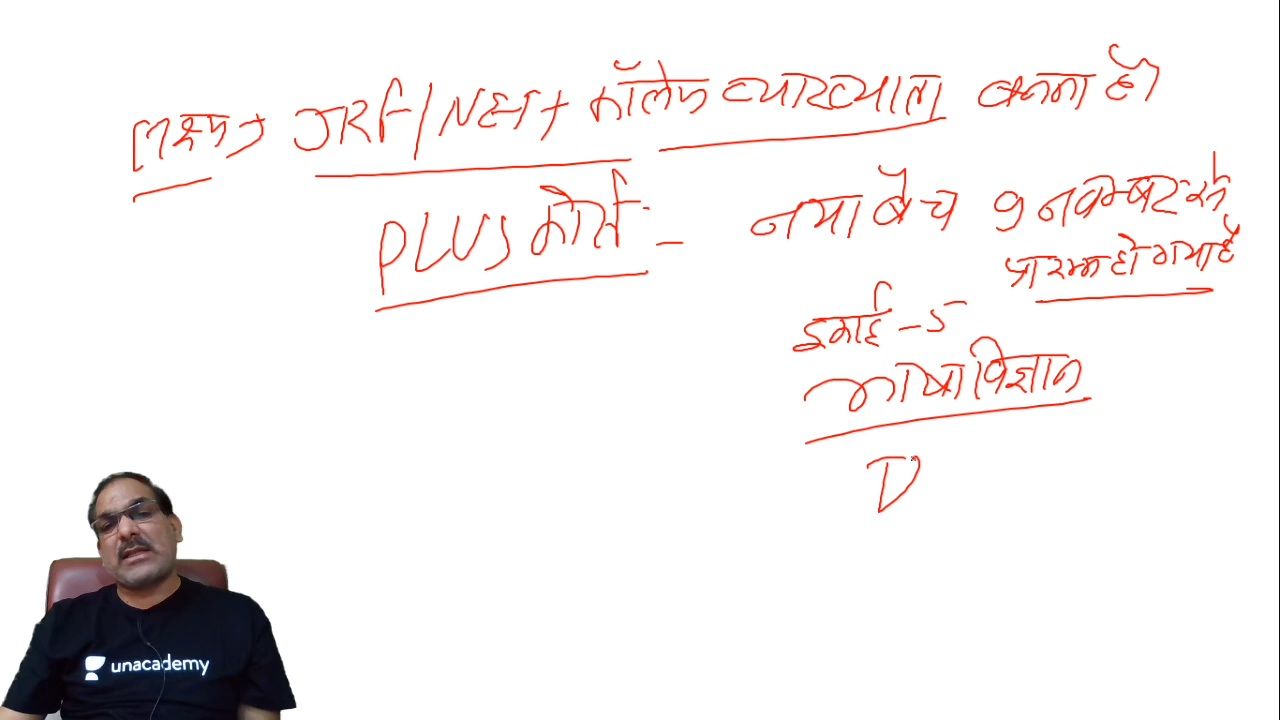 लक्ष्य → JRF/NET + कॉलेज व्याख्याता बनना है।
PLUS कोर्स :- नया बैच 9 नवम्बर से
प्रारम्भ हो गया है
इकाई - 5
भाषा विज्ञान
D
unacademy